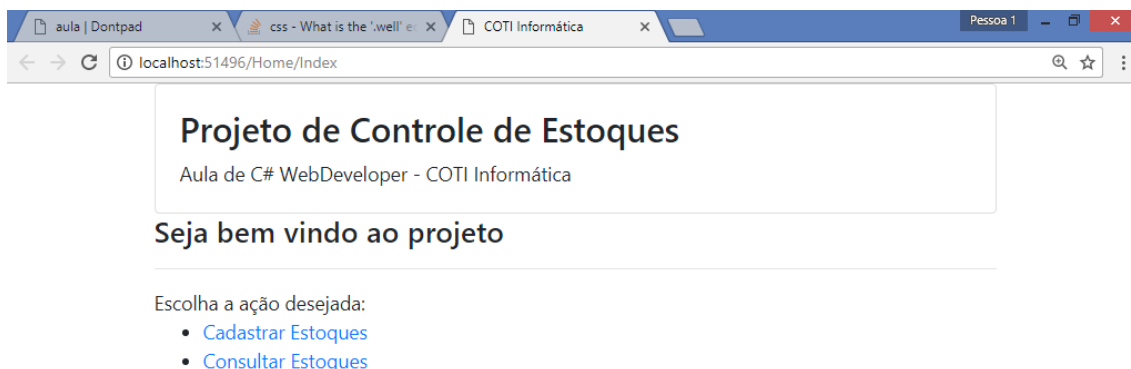 aula | Dontpad
css - What is the '.well' e
COTI Informática
Pessoa 1
localhost:51496/Home/Index
Projeto de Controle de Estoques
Aula de C# WebDeveloper - COTI Informática
Seja bem vindo ao projeto
Escolha a ação desejada:
Cadastrar Estoques
Consultar Estoques